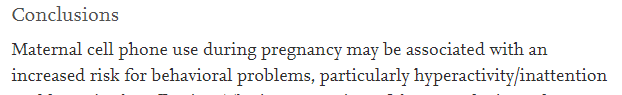 Conclusions
Maternal cell phone use during pregnancy may be associated with an
increased risk for behavioral problems, particularly hyperactivity/inattention